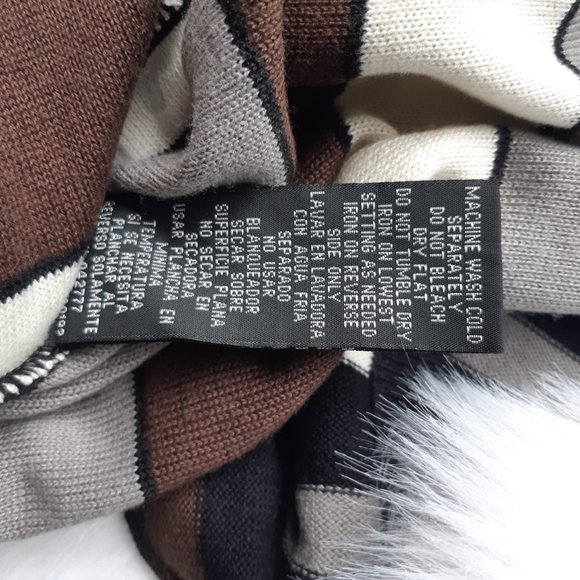 MACHINE WASH COLD
SEPARATELY
DO NOT BLEACH
DRY FLAT
DO NOT TUMBLE DRY
IRON ON LOWEST
SETTING AS NEEDED
IRON ON REVERSE
SIDE ONLY
LAVAR EN LAVADORA
CON AGUA FRIA
SEPARADO
NO USAR
BLANQUEADOR
SECAR SOBRE
SUPERFICIE PLANA
NO SECAR EN
SECADORA
USAR PLANCHA EN
MINIMA
TEMPERATURA
SI SE NECESITA
PLANCHAR AL
REVERSO SOLAMENTE